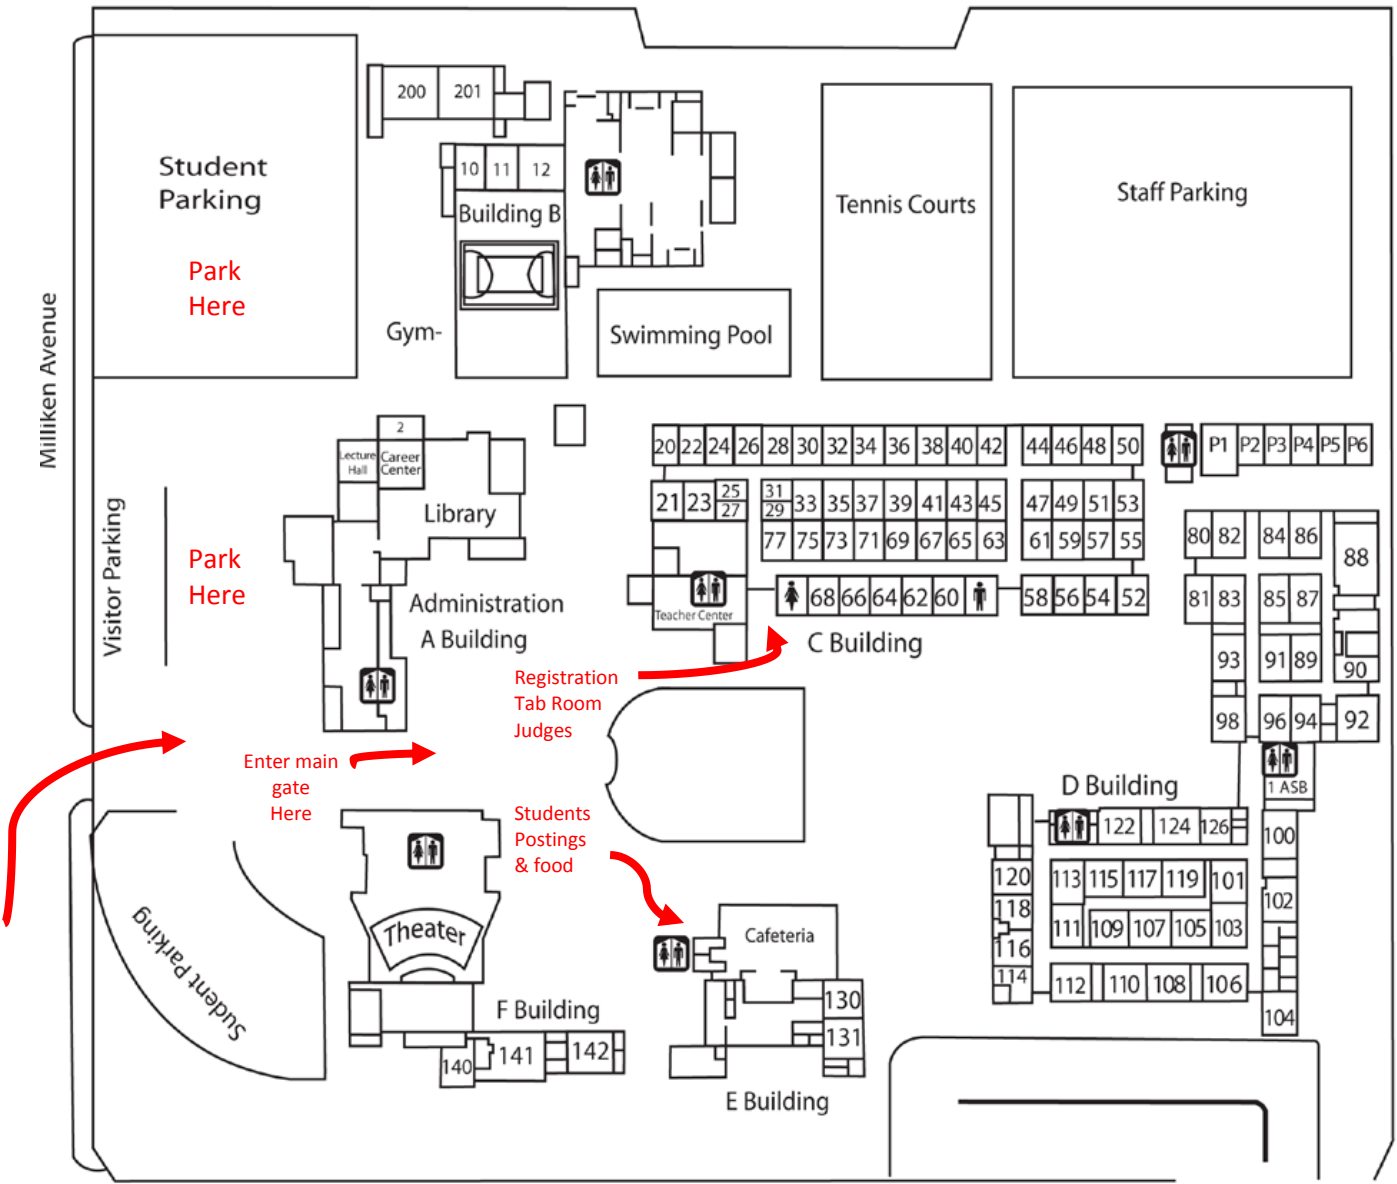 200
201
Student
Parking
Park
Here
10
11
12
Building B
Gym-
Swimming Pool
Tennis Courts
Staff Parking
Milliken Avenue
Visitor Parking
Park
Here
2
Lecture
Hall
Career
Center
Library
Administration
A Building
20 22 24 26 28 30 32 34 36 38 40 42 44 46 48 50
P1 P2 P3 P4 P5 P6
21 23 25 31 33 35 37 39 41 43 45 47 49 51 53
27 29
77 75 73 71 69 67 65 63 61 59 57 55
68 66 64 62 60 58 56 54 52
Teacher Center
C Building
80 82 84 86 88
81 83 85 87
93 91 89 90
98 96 94 92
1 ASB
Registration
Tab Room
Judges
Enter main
gate
Here
Students
Postings
& food
D Building
122 124 126 100
120 113 115 117 119 101
118 102
111 109 107 105 103
116
114 112 110 108 106
104
Student Parking
Theater
F Building
140 141 142
Cafeteria
130
131
E Building